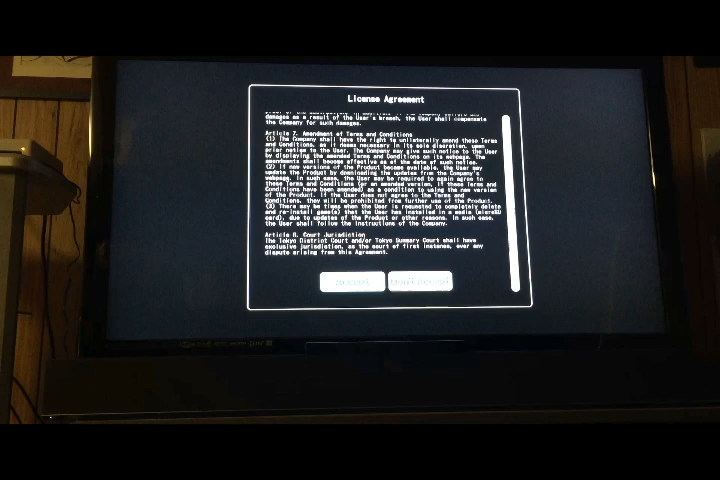 License Agreement
damages as a result of the User's breach, the User shall compensate
the Company for such damages.
Article 7. Amendment of Terms and Conditions
(1) The Company shall have the right to unilaterally amend these Terms
and Conditions, as it deems necessary in its sole discretion, upon
prior notice to the User. The Company may give such notice to the User
by displaying the amended Terms and Conditions on its webpage. The
amendments shall become effective as of the date of such notice.
(2) If new versions of the Product become available, the User may
update the Product by downloading the updates from the Company's
webpage. In such case, the User may be required to again agree to
these Terms and Conditions (or an amended version, if these Terms and
Conditions have been amended) as a condition to using the new version
of the Product. If the User does not agree to the Terms and
Conditions, they will be prohibited from further use of the Product.
(3) There may be times when the User is requested to completely delete
and re-install game(s) that the User has installed in a media (microSD
card), due to updates of the Product or other reasons. In such case,
the User shall follow the instructions of the Company.
Article 8. Court Jurisdiction
The Tokyo District Court and/or Tokyo Summary Court shall have
exclusive jurisdiction, as the court of first instance, over any
dispute arising from this Agreement.